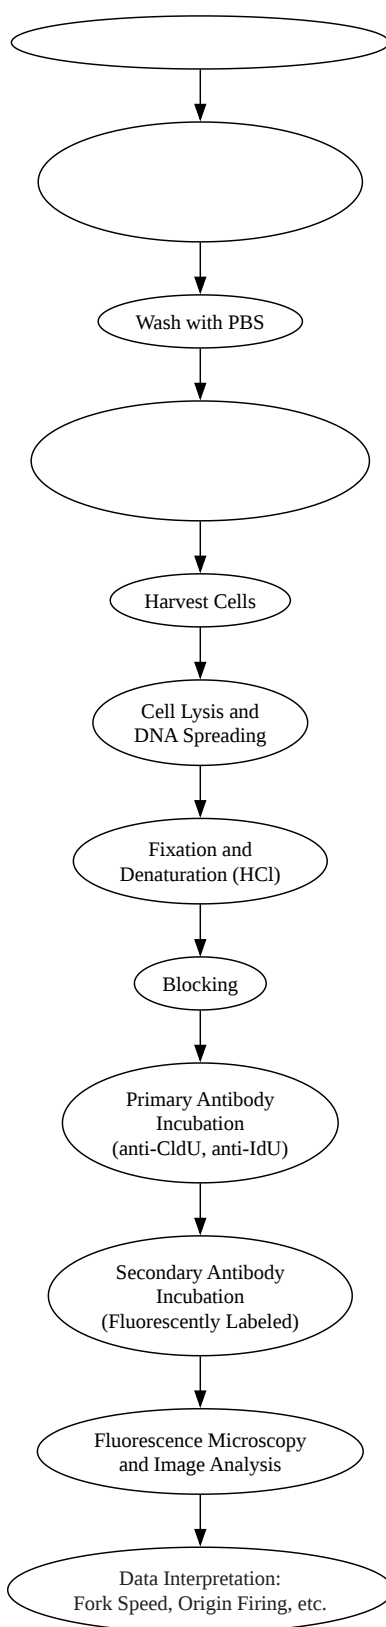 Wash with PBS
Harvest Cells
Cell Lysis and
DNA Spreading
Fixation and
Denaturation (HCl)
Blocking
Primary Antibody
Incubation
(anti-CldU, anti-IdU)
Secondary Antibody
Incubation
(Fluorescently Labeled)
Fluorescence Microscopy
and Image Analysis
Data Interpretation:
Fork Speed, Origin Firing, etc.